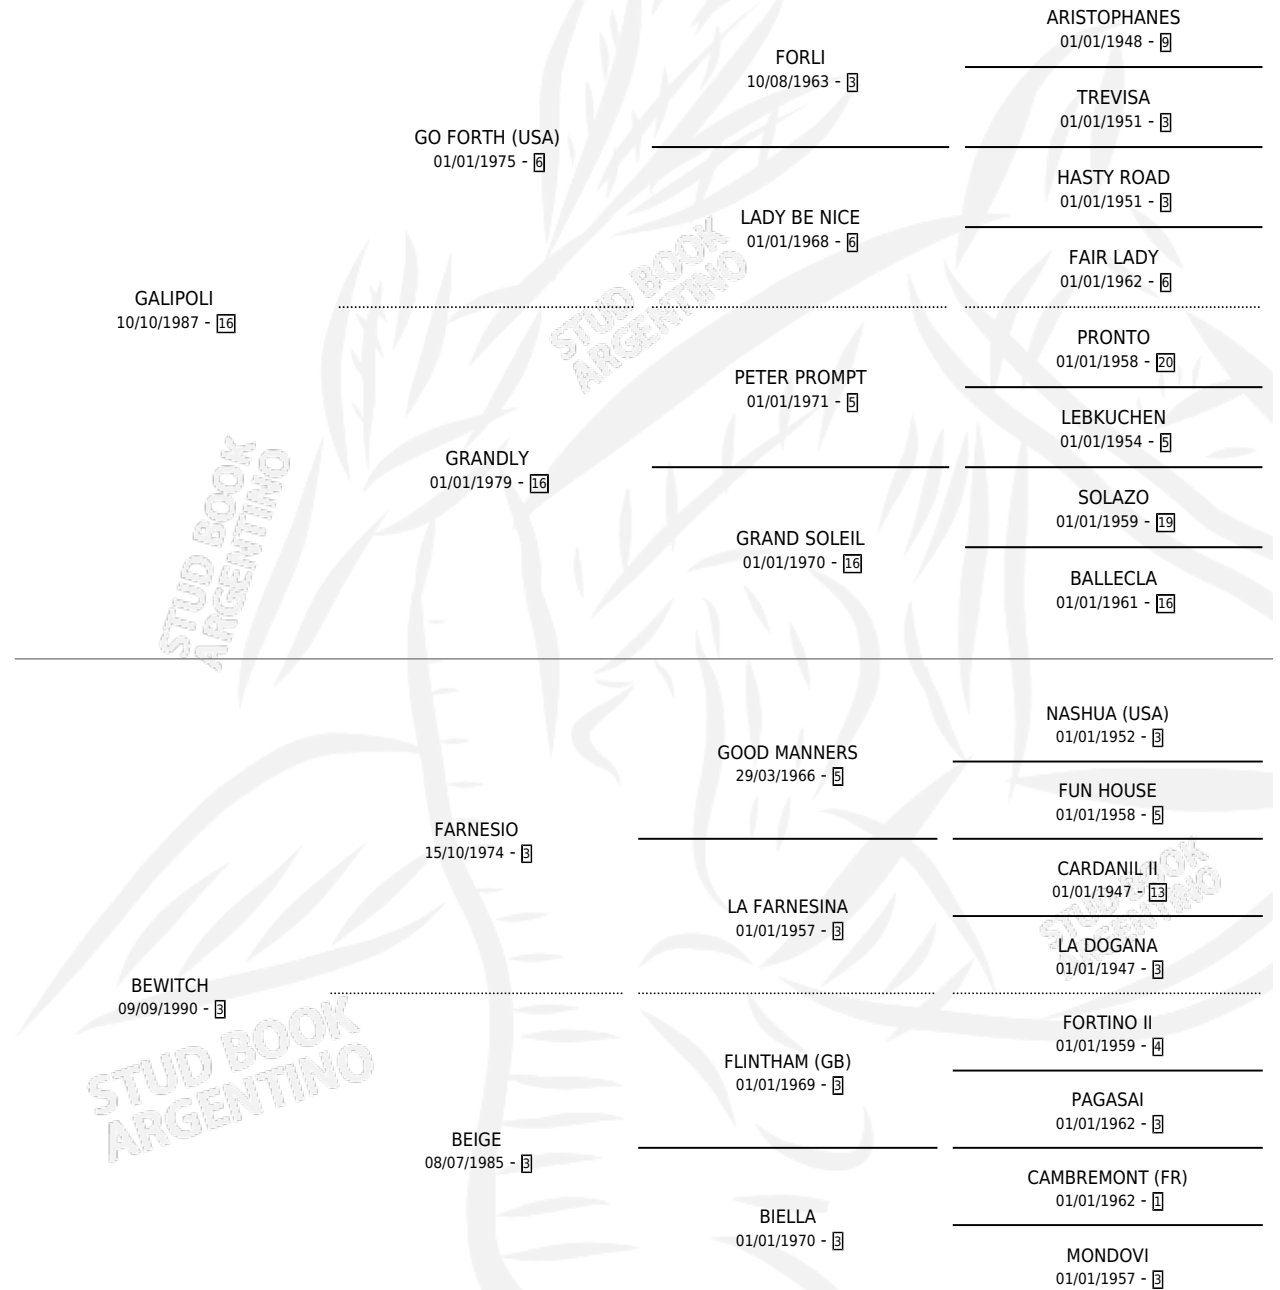 ARISTOPHANES
01/01/1948 - 9
FORLI
10/08/1963 - 3
TREVISA
01/01/1951 - 3
GO FORTH (USA)
01/01/1975 - 6
HASTY ROAD
01/01/1951 - 3
LADY BE NICE
01/01/1968 - 6
FAIR LADY
01/01/1962 - 6
GALIPOLI
10/10/1987 - 16
PRONTO
01/01/1958 - 20
PETER PROMPT
01/01/1971 - 5
LEBKUCHEN
01/01/1954 - 5
GRANDLY
01/01/1979 - 16
SOLAZO
01/01/1959 - 19
GRAND SOLEIL
01/01/1970 - 16
BALLECLA
01/01/1961 - 16
STUD BOOK
ARGENTINO
STUD BOOK
ARGENTINO
NASHUA (USA)
01/01/1952 - 3
GOOD MANNERS
29/03/1966 - 5
FUN HOUSE
01/01/1958 - 5
FARNESIO
15/10/1974 - 3
CARDANIL II
01/01/1947 - 13
LA FARNESINA
01/01/1957 - 3
LA DOGANA
01/01/1947 - 3
STUD BOOK
ARGENTINO
BEWITCH
09/09/1990 - 3
FORTINO II
01/01/1959 - 4
FLINTHAM (GB)
01/01/1969 - 3
PAGASAI
01/01/1962 - 3
STUD BOOK
ARGENTINO
BEIGE
08/07/1985 - 3
CAMBREMONT (FR)
01/01/1962 - 1
BIELLA
01/01/1970 - 3
MONDOVI
01/01/1957 - 3